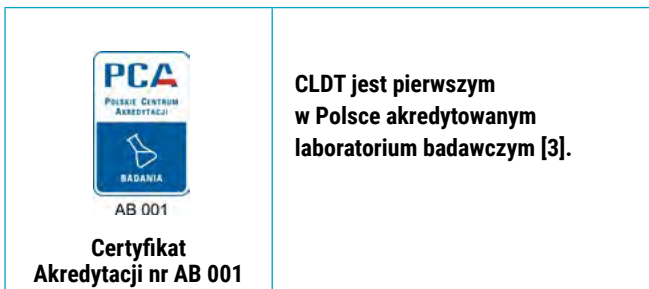 PCA
POLSKIE CENTRUM
AKREDYTACJI
BADANIA
AB 001
Certyfikat
Akredytacji nr AB 001
CLDT jest pierwszym
w Polsce akredytowanym
laboratorium badawczym [3].